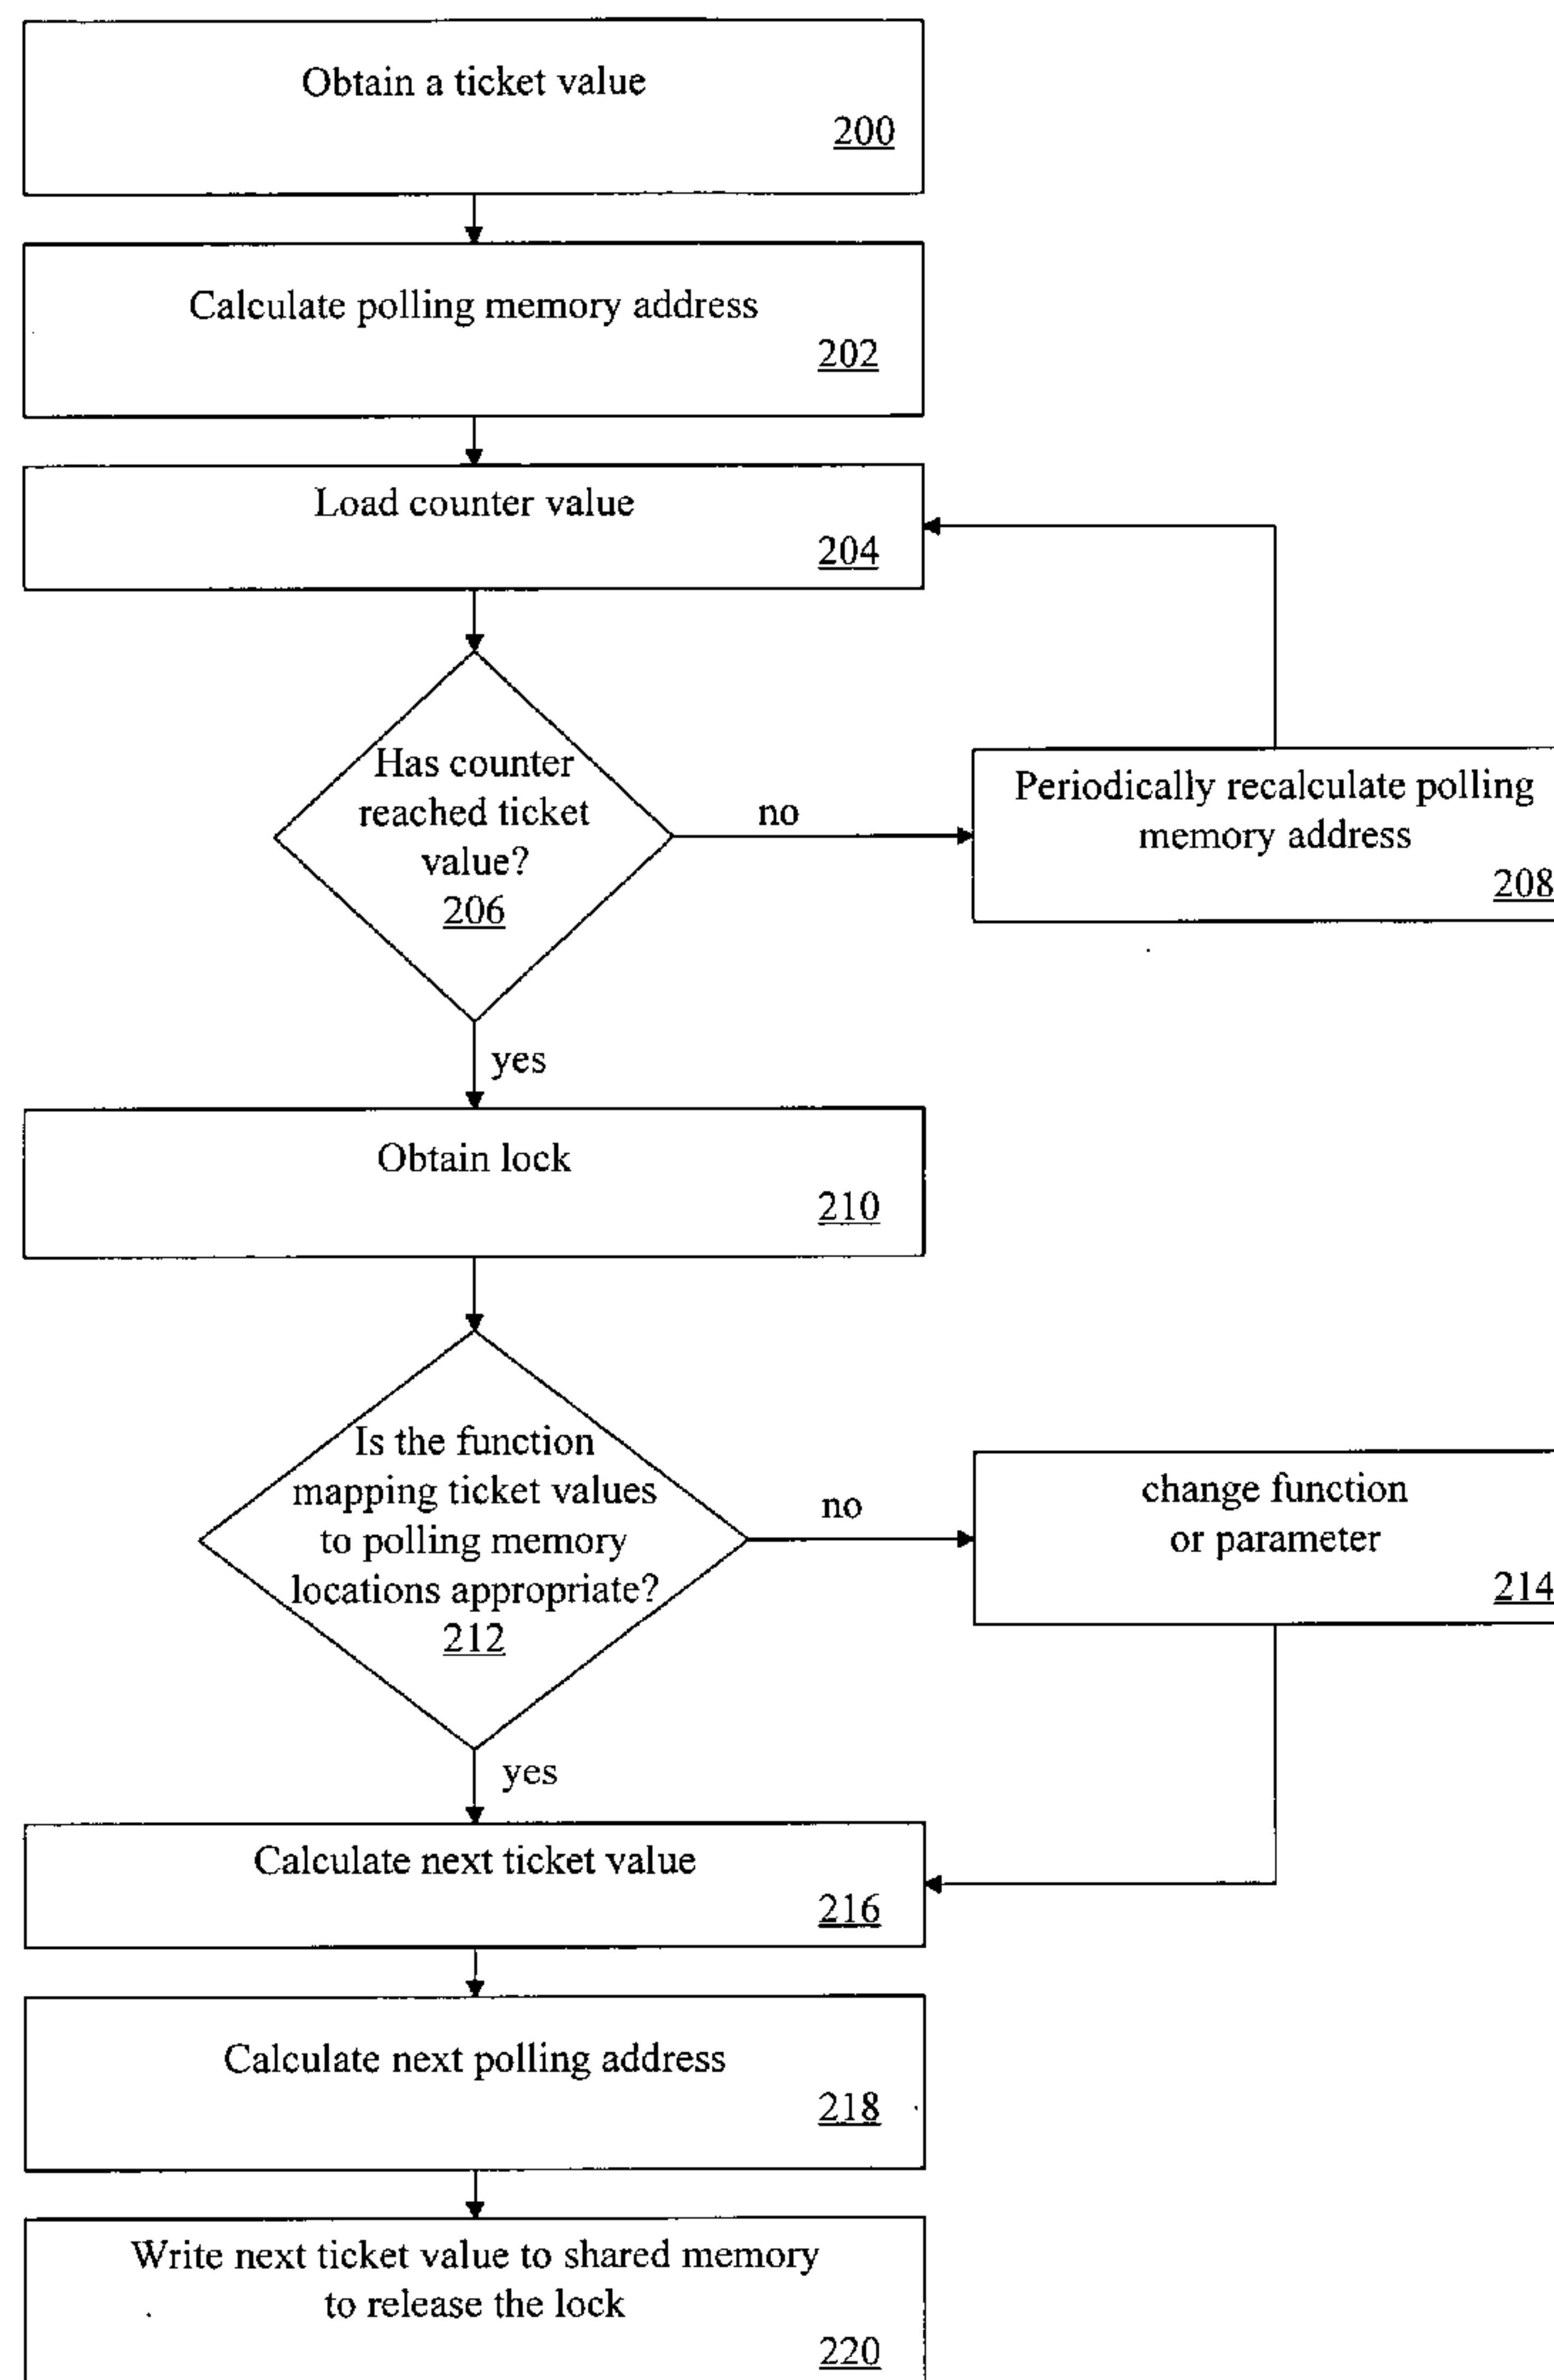 Obtain a ticket value
200
Calculate polling memory address
202
Load counter value
204
Has counter
reached ticket
value?
206
no
Periodically recalculate polling
memory address
208
yes
Obtain lock
210
Is the function
mapping ticket values
to polling memory
locations appropriate?
212
no
change function
or parameter
214
yes
Calculate next ticket value
216
Calculate next polling address
218
Write next ticket value to shared memory
to release the lock
220